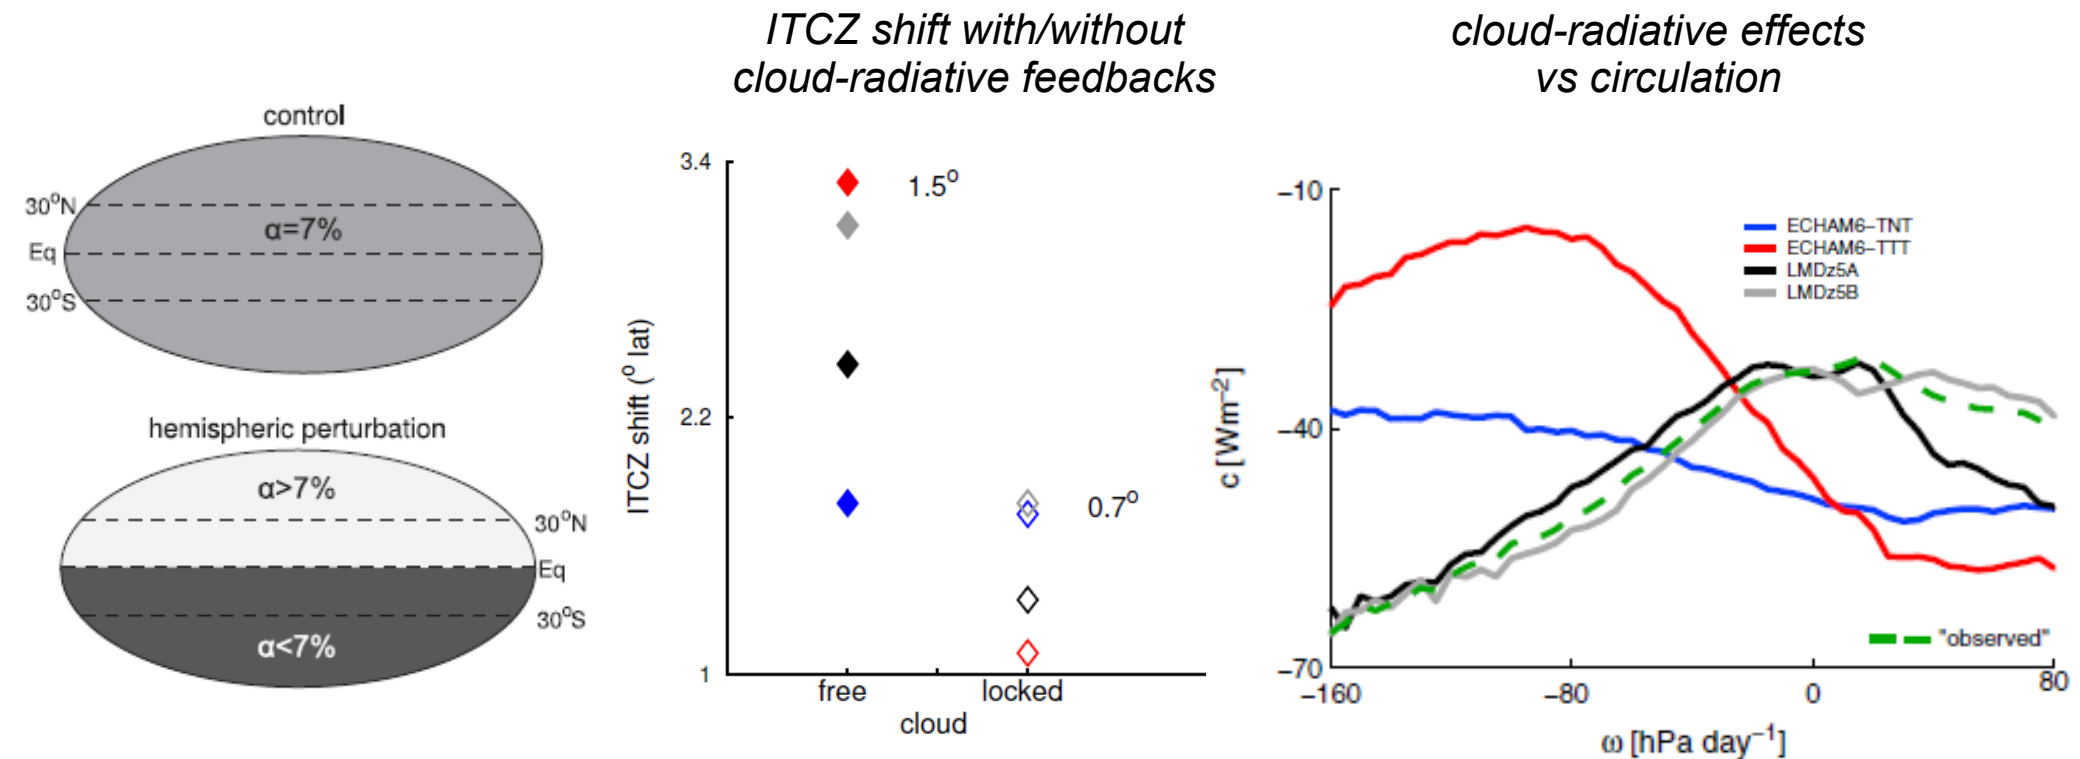 ITCZ shift with/without
cloud-radiative feedbacks
cloud-radiative effects
vs circulation
control
30°N
α=7%
Eq
30°S
hemispheric perturbation
α>7%
30°N
Eq
30°S
α<7%
3.4
2.2
1
ITCZ shift (° lat)
1.5°
0.7°
free
locked
cloud
−10
−40
−70
c [Wm−2]
ECHAM6−TNT
ECHAM6−TTT
LMDz5A
LMDz5B
"observed"
−160
−80
0
80
ω [hPa day−1]